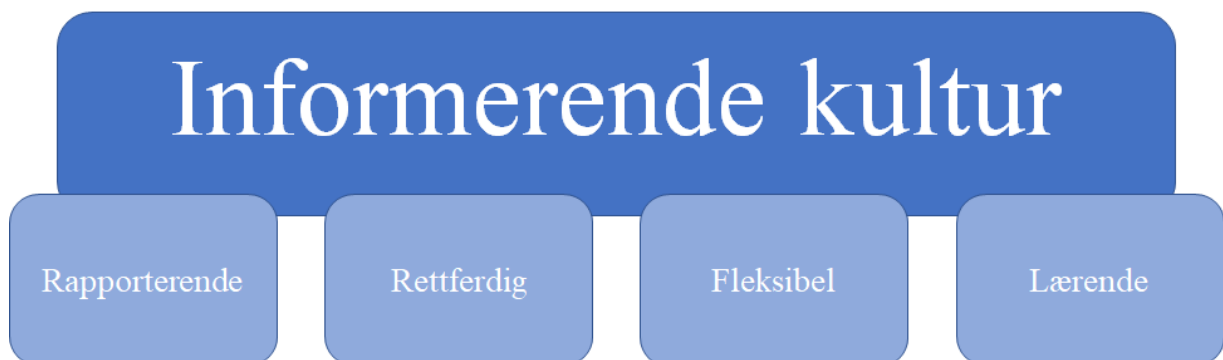 Informerende kultur
Rapporterende
Rettferdig
Fleksibel
Lærende